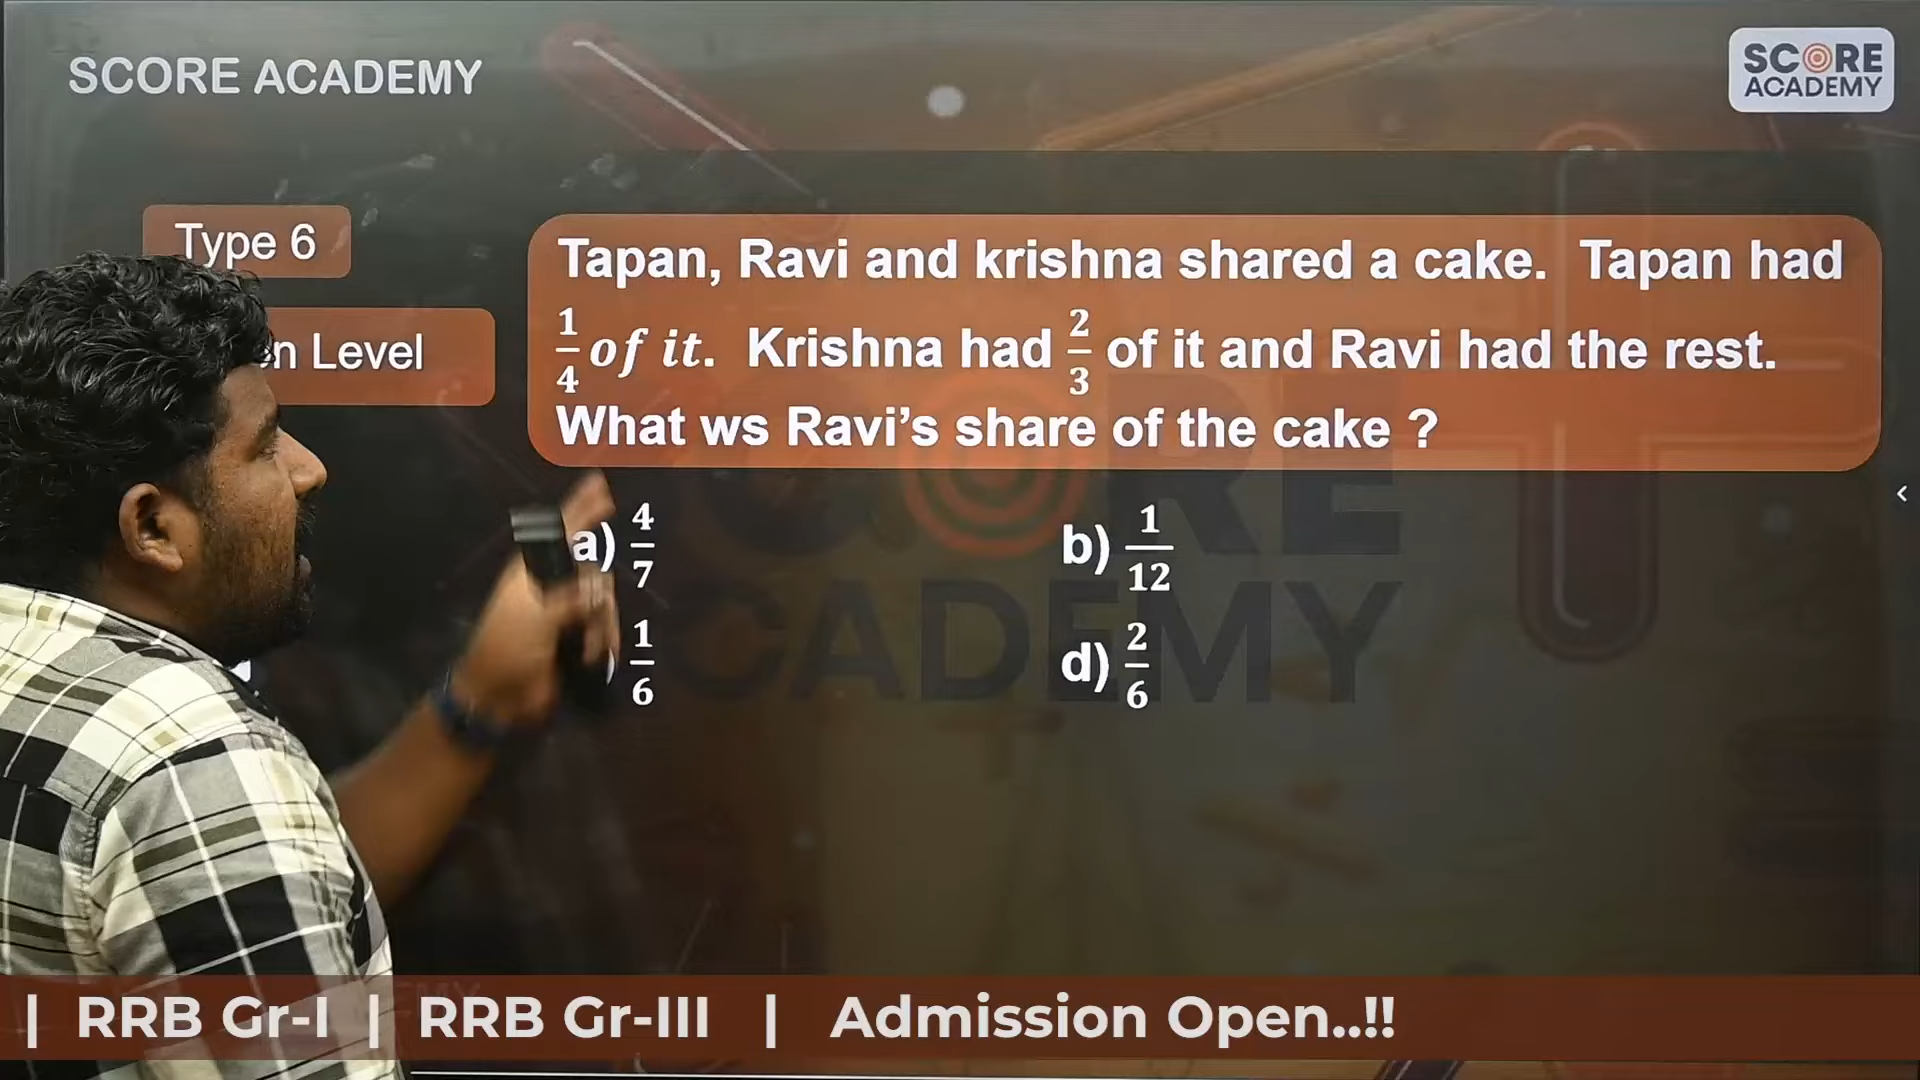 SCORE ACADEMY
SCORE
ACADEMY
Type 6
Level
Tapan, Ravi and krishna shared a cake. Tapan had
1/4 of it. Krishna had 2/3 of it and Ravi had the rest.
What ws Ravi's share of the cake ?
a) 4/7
b) 1/12
1/6
d) 2/6
ADEMY
| RRB Gr-I | RRB Gr-III | Admission Open..!!